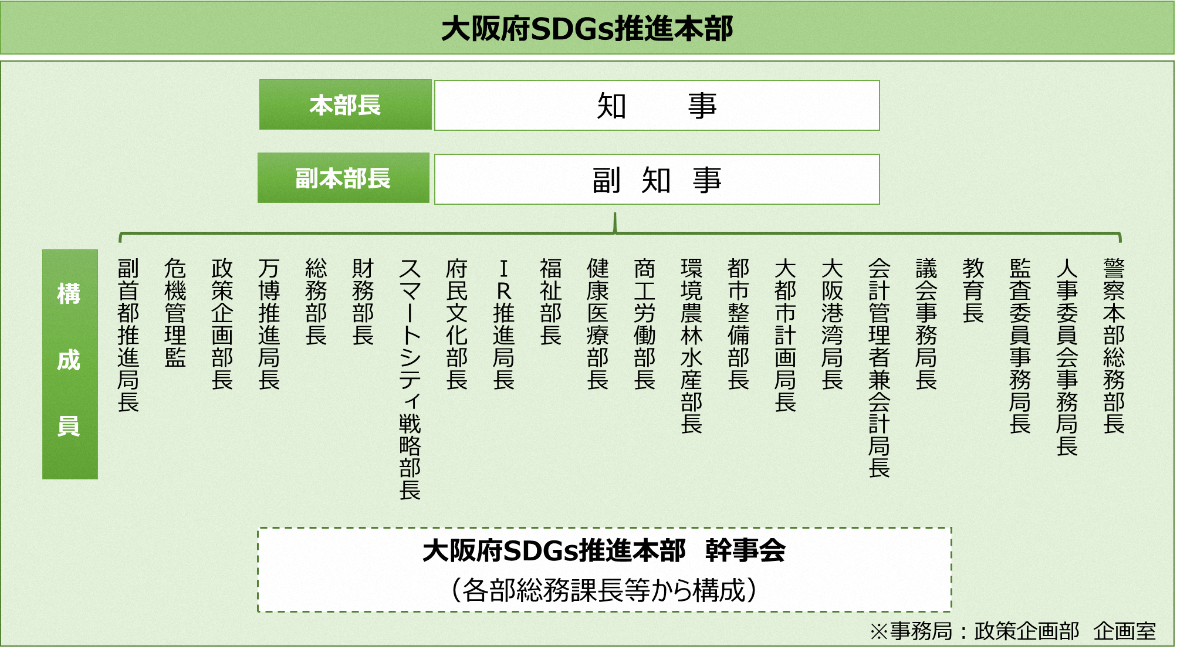 大阪府SDGs推進本部
本部長
知 事
副本部長
副 知 事
構成員
副首都推進局長
危機管理監
政策企画部長
万博推進局長
総務部長
財務部長
スマートシティ戦略部長
府民文化部長
IR推進局長
福祉部長
健康医療部長
商工労働部長
環境農林水産部長
都市整備部長
大都市計画局長
大阪港湾局長
会計管理者兼会計局長
議会事務局長
教育長
監査委員事務局長
人事委員会事務局長
警察本部総務部長
大阪府SDGs推進本部 幹事会
（各部総務課長等から構成）
※事務局：政策企画部 企画室